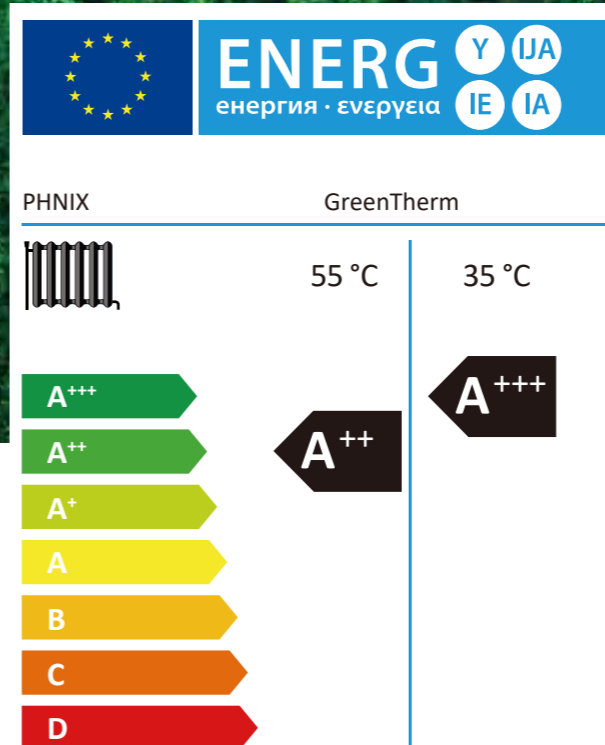 ENERG Y IJA
енергия · ενεργεια IE IA
PHNIX GreenTherm
55 °C 35 °C
A+++
A+++
A++
A++
A+
A
B
C
D